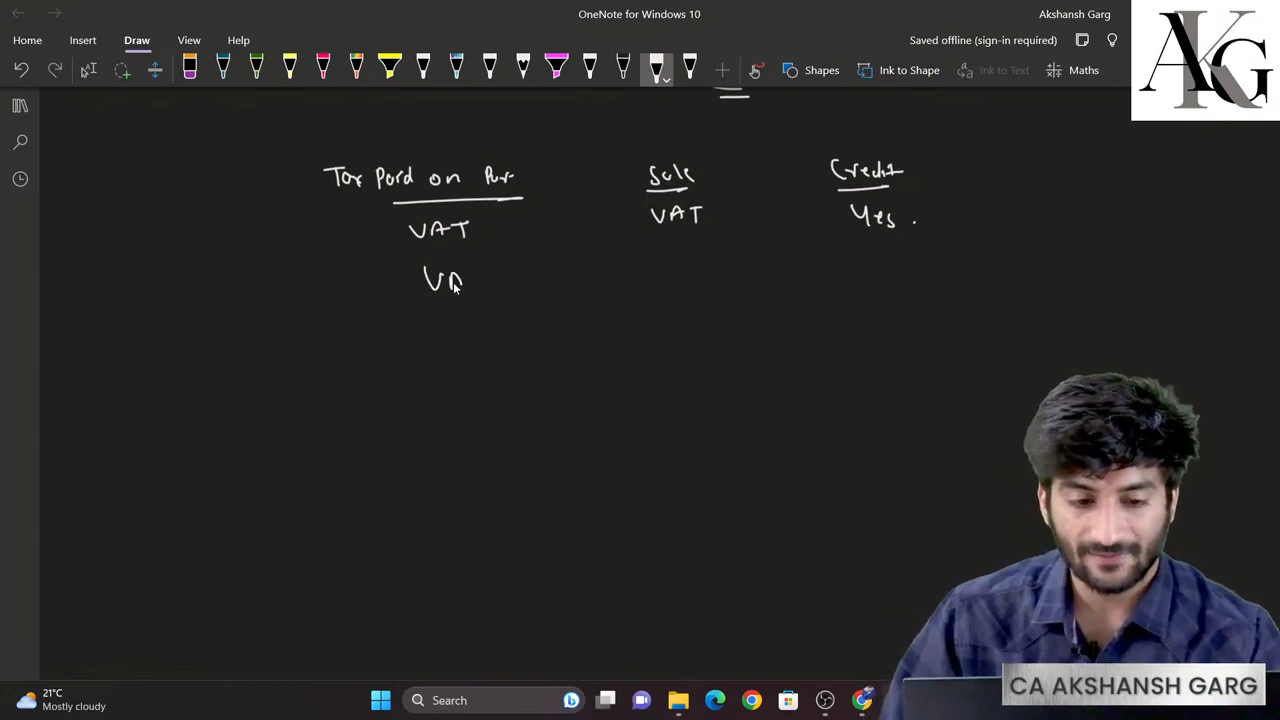 OneNote for Windows 10
Akshansh Garg
Home Insert Draw View Help
Saved offline (sign-in required)
Shapes Ink to Shape Ink to Text Maths
AKG
Tax Paid on Pur Sale Credit
VAT VAT Yes.
VA
CA AKSHANSH GARG
21°C
Mostly cloudy
Search